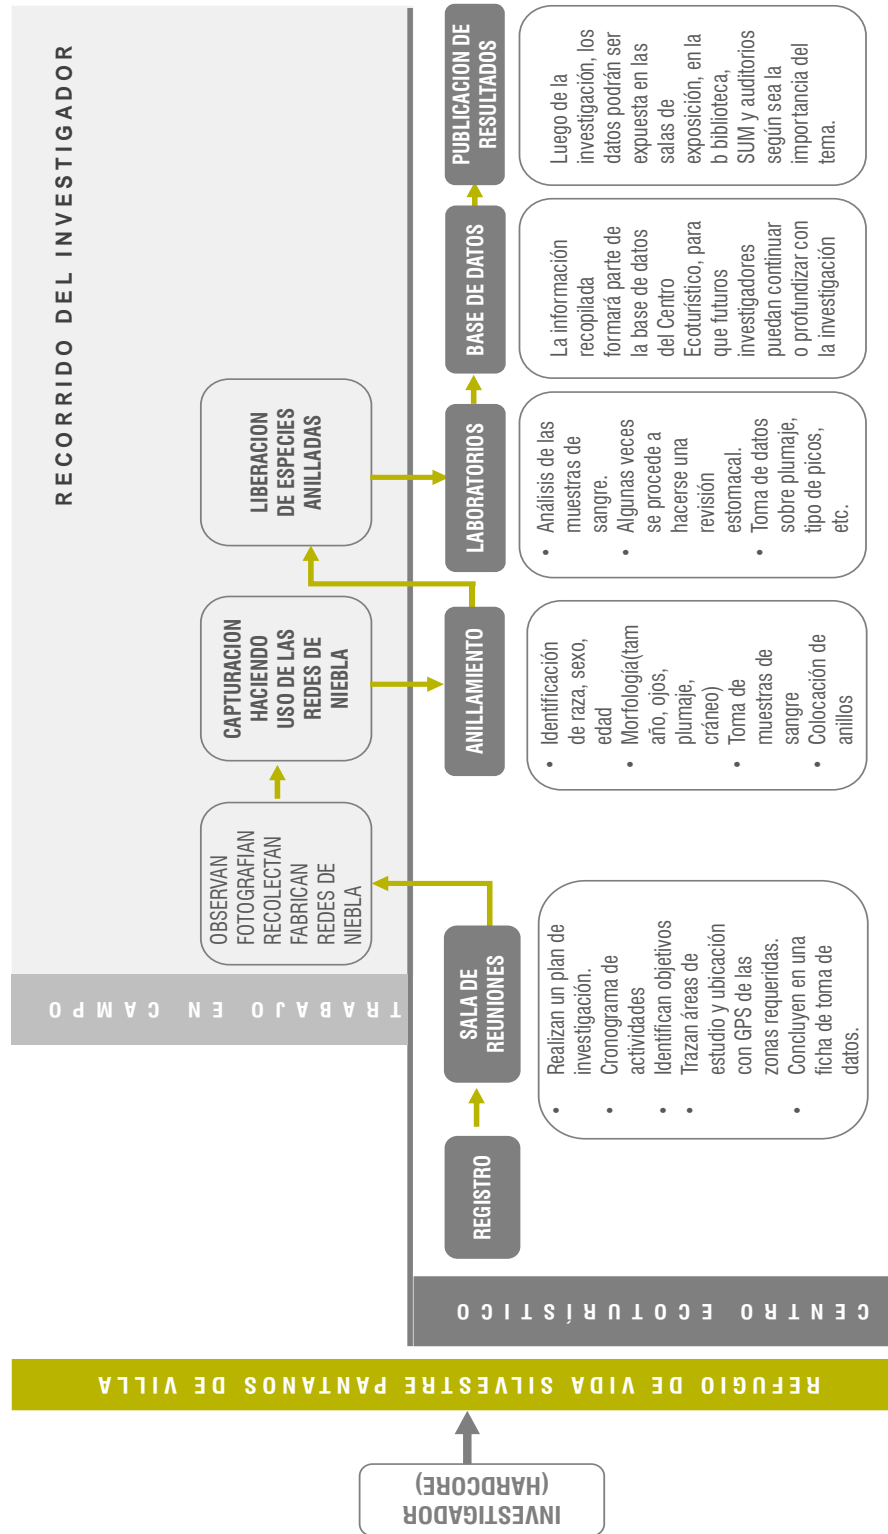 RECORRIDO DEL INVESTIGADOR
INVESTIGADOR
(HARDCORE)
REFUGIO DE VIDA SILVESTRE PANTANOS DE VILLA
TRABAJO EN CAMPO
OBSERVAN
FOTOGRAFIAN
RECOLECTAN
FABRICAN
REDES DE
NIEBLA
CAPTURACION
HACIENDO
USO DE LAS
REDES DE
NIEBLA
LIBERACION
DE ESPECIES
ANILLADAS
CENTRO ECOTURÍSTICO
REGISTRO
SALA DE
REUNIONES
• Realizan un plan de
investigación.
• Cronograma de
actividades
• Identifican objetivos
• Trazan áreas de
estudio y ubicación
con GPS de las
zonas requeridas.
• Concluyen en una
ficha de toma de
datos.
ANILLAMIENTO
• Identificación
de raza, sexo,
edad
• Morfología(tam
año, ojos,
plumaje,
cráneo)
• Toma de
muestras de
sangre
• Colocación de
anillos
LABORATORIOS
• Análisis de las
muestras de
sangre.
• Algunas veces
se procede a
hacerse una
revisión
estomacal.
• Toma de datos
sobre plumaje,
tipo de picos,
etc.
BASE DE DATOS
La información
recopilada
formará parte de
la base de datos
del Centro
Ecoturístico, para
que futuros
investigadores
puedan continuar
o profundizar con
la investigación
PUBLICACION DE
RESULTADOS
Luego de la
investigación, los
datos podrán ser
expuesta en las
salas de
exposición, en la
b biblioteca,
SUM y auditorios
según sea la
importancia del
tema.